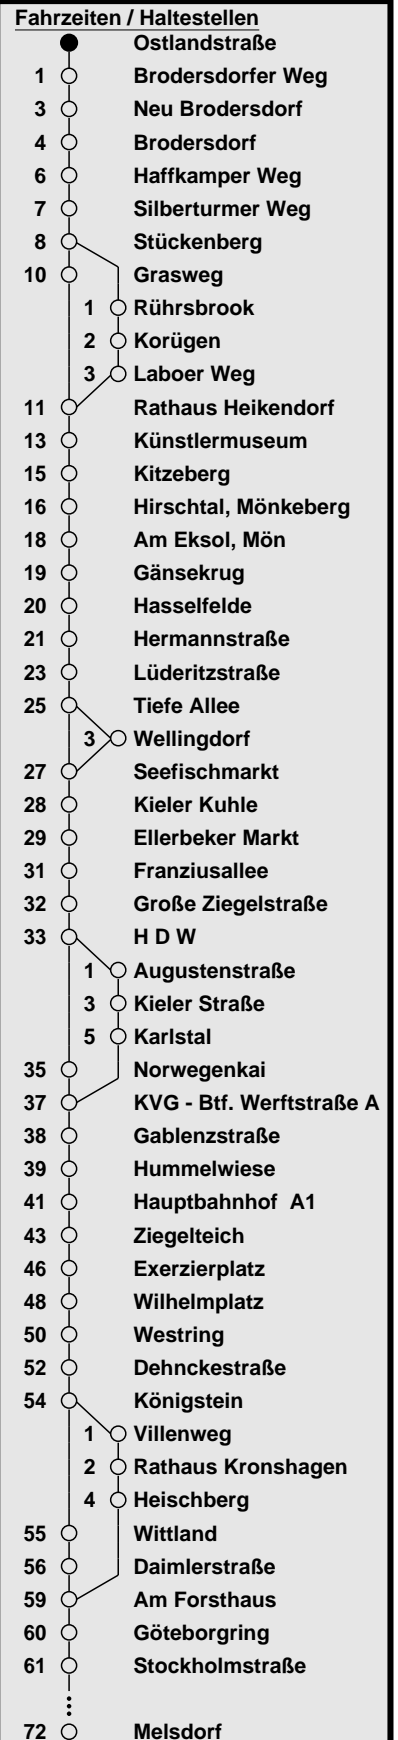 Fahrzeiten / Haltestellen
Ostlandstraße
1 Brodersdorfer Weg
3 Neu Brodersdorf
4 Brodersdorf
6 Haffkamper Weg
7 Silberturmer Weg
8 Stückenberg
10 Grasweg
1 Rührsbrook
2 Korügen
3 Laboer Weg
11 Rathaus Heikendorf
13 Künstlermuseum
15 Kitzeberg
16 Hirschtal, Mönkeberg
18 Am Eksol, Mön
19 Gänsekrug
20 Hasselfelde
21 Hermannstraße
23 Lüderitzstraße
25 Tiefe Allee
3 Wellingdorf
27 Seefischmarkt
28 Kieler Kuhle
29 Ellerbeker Markt
31 Franziusallee
32 Große Ziegelstraße
33 H D W
1 Augustenstraße
3 Kieler Straße
5 Karlstal
35 Norwegenkai
37 KVG - Btf. Werftstraße A
38 Gablenzstraße
39 Hummelwiese
41 Hauptbahnhof A1
43 Ziegelteich
46 Exerzierplatz
48 Wilhelmplatz
50 Westring
52 Dehnckestraße
54 Königstein
1 Villenweg
2 Rathaus Kronshagen
4 Heischberg
55 Wittland
56 Daimlerstraße
59 Am Forsthaus
60 Göteborgring
61 Stockholmstraße
72 Melsdorf